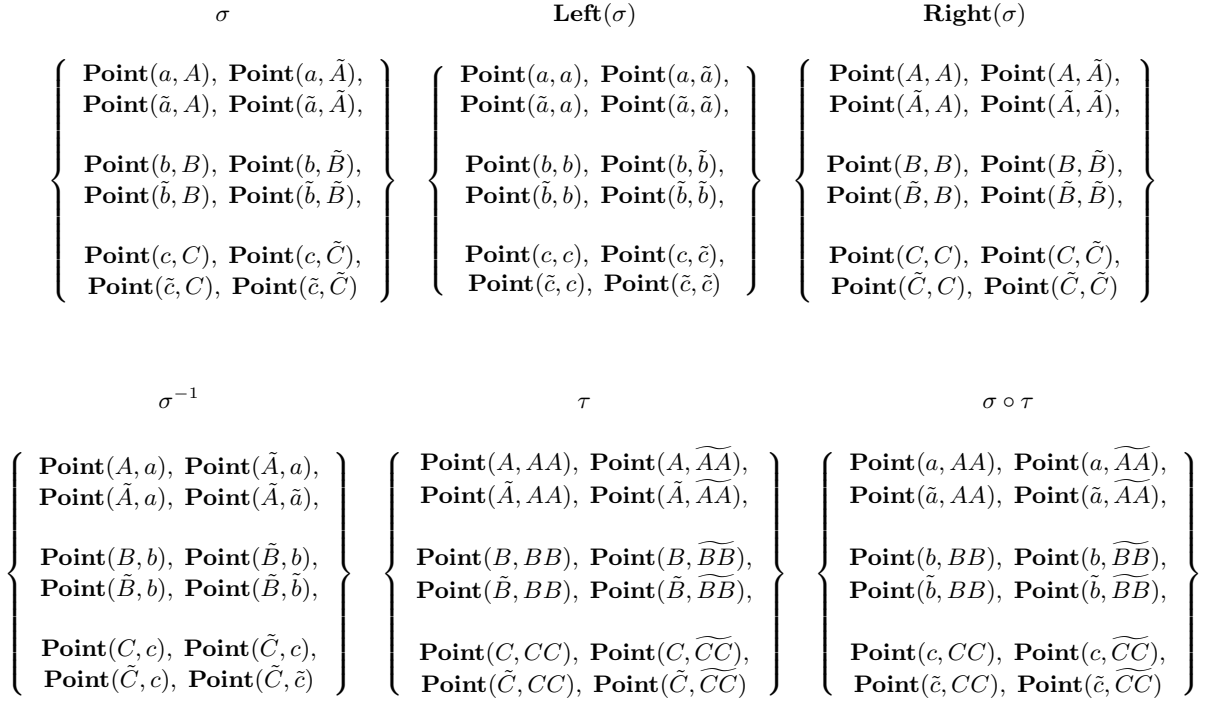 σ
Point(a, A), Point(a, Ã),
Point(ã, A), Point(ã, Ã),
Point(b, B), Point(b, B̃),
Point(b̃, B), Point(b̃, B̃),
Point(c, C), Point(c, C̃),
Point(c̃, C), Point(c̃, C̃)
Left(σ)
Point(a, a), Point(a, ã),
Point(ã, a), Point(ã, ã),
Point(b, b), Point(b, b̃),
Point(b̃, b), Point(b̃, b̃),
Point(c, c), Point(c, c̃),
Point(c̃, c), Point(c̃, c̃)
Right(σ)
Point(A, A), Point(A, Ã),
Point(Ã, A), Point(Ã, Ã),
Point(B, B), Point(B, B̃),
Point(B̃, B), Point(B̃, B̃),
Point(C, C), Point(C, C̃),
Point(C̃, C), Point(C̃, C̃)
σ⁻¹
Point(A, a), Point(Ã, a),
Point(Ã, a), Point(Ã, ã),
Point(B, b), Point(B̃, b),
Point(B̃, b), Point(B̃, b̃),
Point(C, c), Point(C̃, c),
Point(C̃, c), Point(C̃, c̃)
τ
Point(A, AA), Point(A, A͠A),
Point(Ã, AA), Point(Ã, A͠A),
Point(B, BB), Point(B, B͠B),
Point(B̃, BB), Point(B̃, B͠B),
Point(C, CC), Point(C, C͠C),
Point(C̃, CC), Point(C̃, C͠C)
σ ∘ τ
Point(a, AA), Point(a, A͠A),
Point(ã, AA), Point(ã, A͠A),
Point(b, BB), Point(b, B͠B),
Point(b̃, BB), Point(b̃, B͠B),
Point(c, CC), Point(c, C͠C),
Point(c̃, CC), Point(c̃, C͠C)